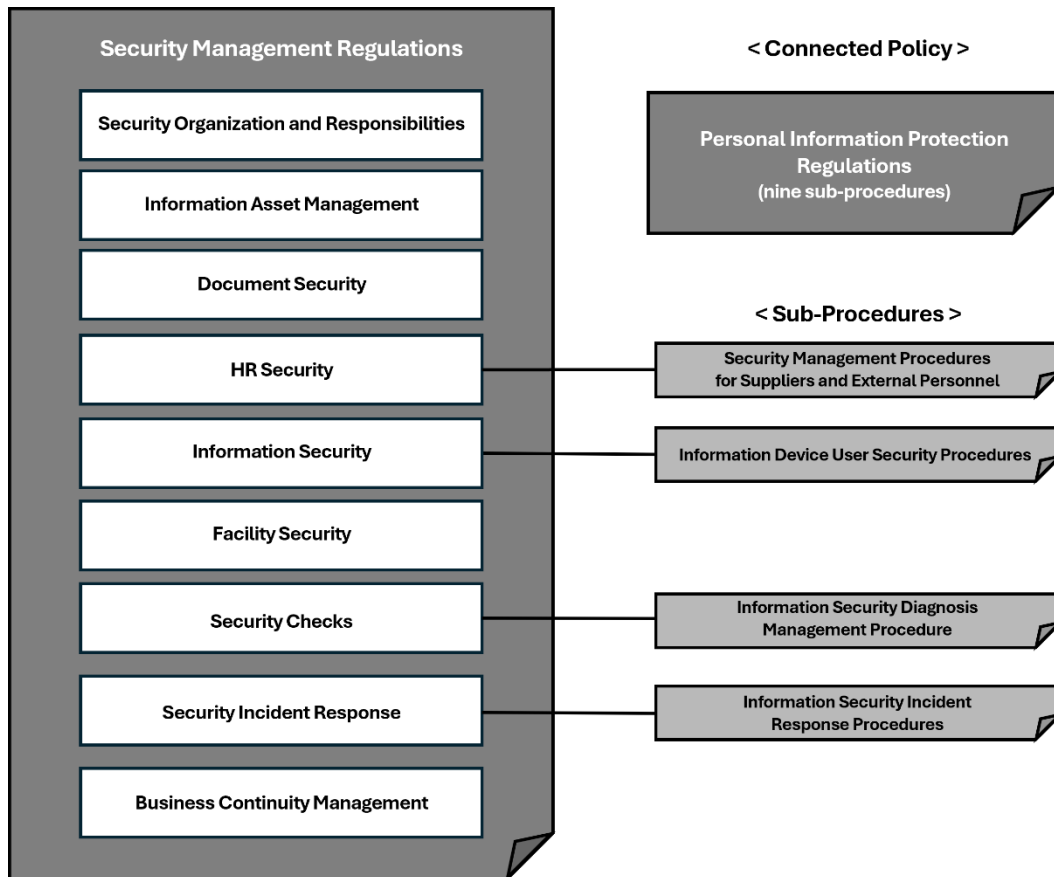 Security Management Regulations
Security Organization and Responsibilities
Information Asset Management
Document Security
HR Security
Information Security
Facility Security
Security Checks
Security Incident Response
Business Continuity Management
< Connected Policy >
Personal Information Protection
Regulations
(nine sub-procedures)
< Sub-Procedures >
Security Management Procedures
for Suppliers and External Personnel
Information Device User Security Procedures
Information Security Diagnosis
Management Procedure
Information Security Incident
Response Procedures